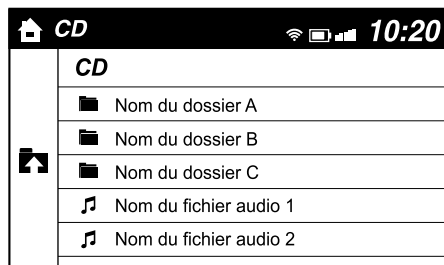 CD 10:20
CD
Nom du dossier A
Nom du dossier B
Nom du dossier C
Nom du fichier audio 1
Nom du fichier audio 2